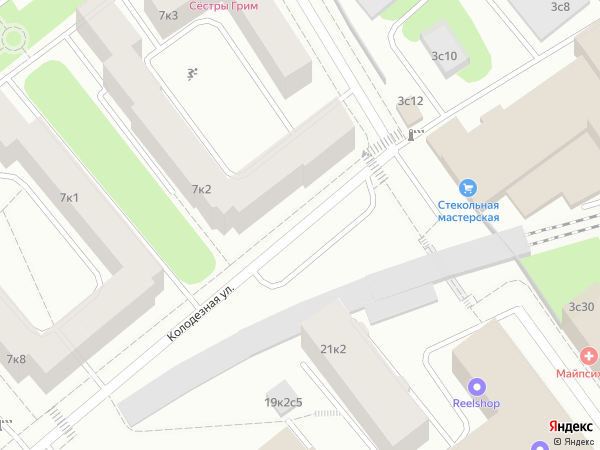 7к3
Сёстры Грим
3с8
3с10
3с12
7к2
7к1
Стекольная
мастерская
Колодезная ул.
3с30
7к8
21к2
Майпсих
19к2с5
Reelshop
Яндекс
© Яндекс